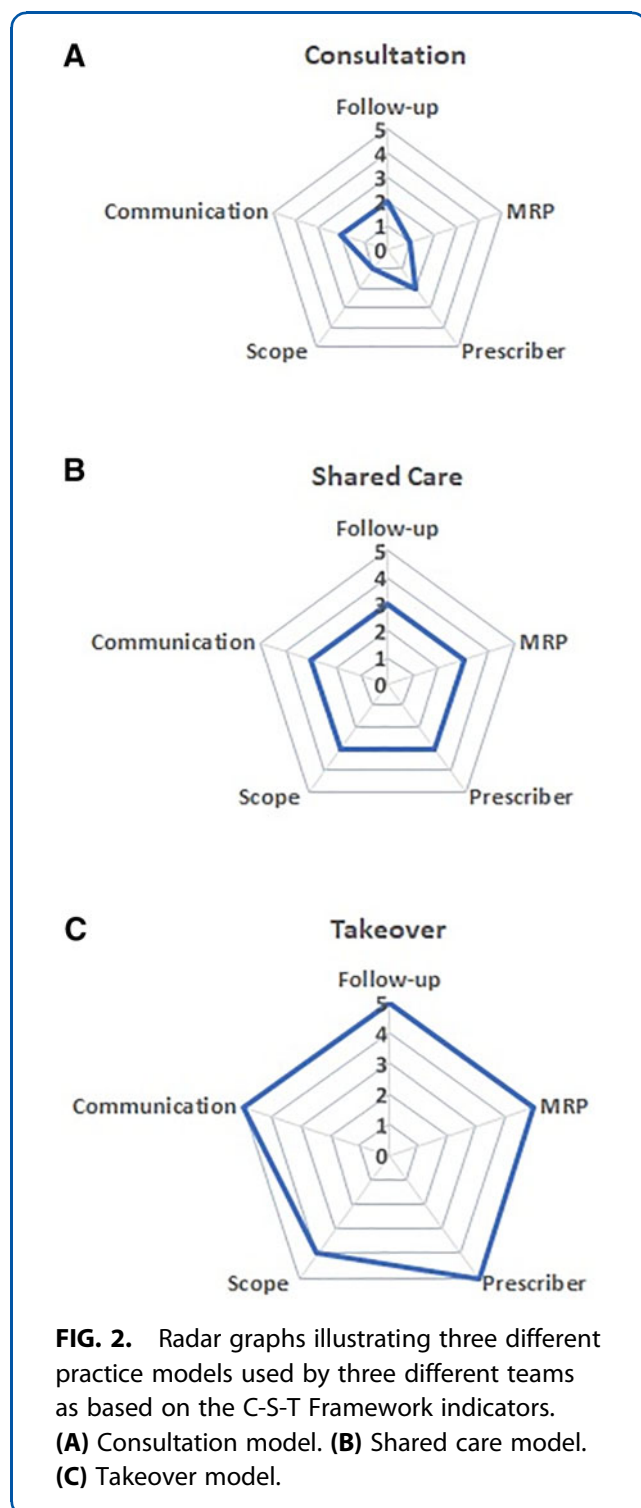 A
Consultation
Follow-up
5
4
3
2
1
0
Communication
MRP
Scope
Prescriber
B
Shared Care
Follow-up
5
4
3
2
1
0
Communication
MRP
Scope
Prescriber
C
Takeover
Follow-up
5
4
3
2
1
0
Communication
MRP
Scope
Prescriber
FIG. 2. Radar graphs illustrating three different
practice models used by three different teams
as based on the C-S-T Framework indicators.
(A) Consultation model. (B) Shared care model.
(C) Takeover model.